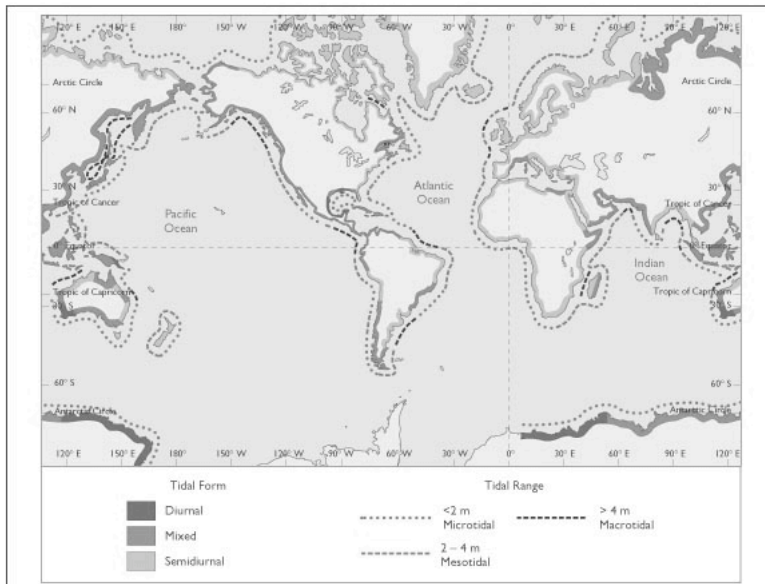 120° E 150° E 180° 150° W 120° W 90° W 60° W 30° W 0° 30° E 60° E 90° E 120° E
Arctic Circle Arctic Circle
60° N 60° N
30° N 30° N
Tropic of Cancer Tropic of Cancer
Atlantic
Ocean
Pacific
Ocean
0° Equator 0° Equator
Indian
Ocean
Tropic of Capricorn Tropic of Capricorn
30° S 30° S
60° S 60° S
Antarctic Circle Antarctic Circle
120° E 150° E 180° 150° W 120° W 90° W 60° W 30° W 0° 30° E 60° E 90° E 120° E
Tidal Form Tidal Range
Diurnal
Mixed
Semidiurnal
<2 m
Microtidal
> 4 m
Macrotidal
2 – 4 m
Mesotidal